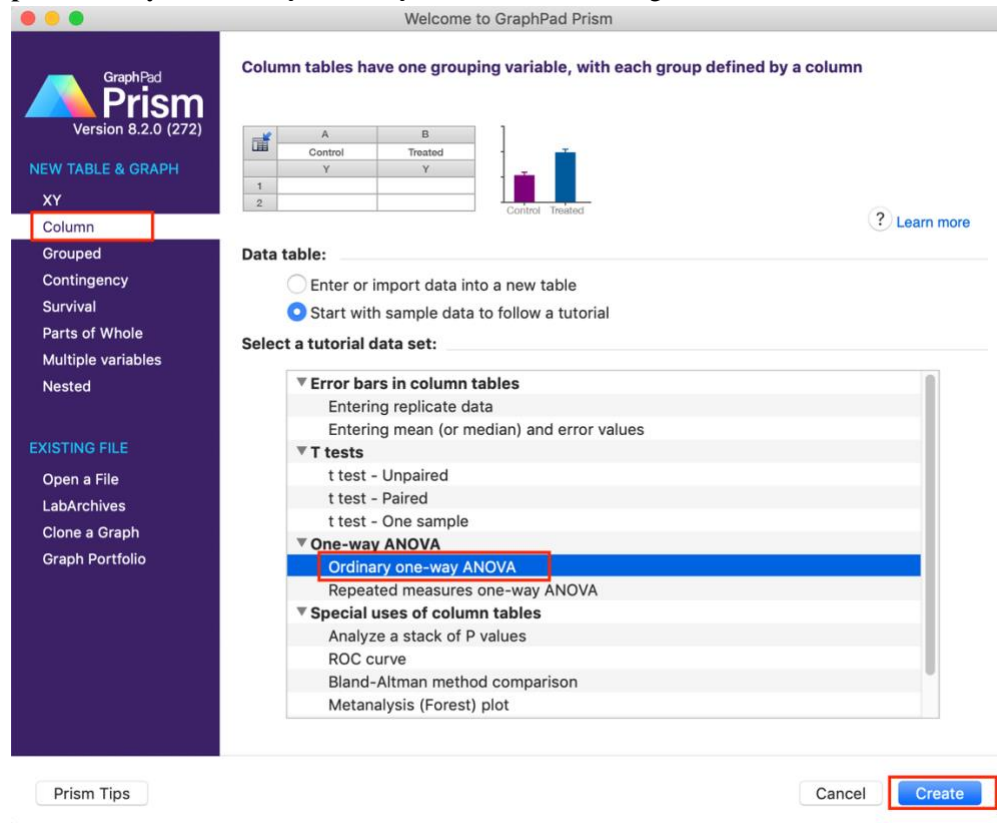 Welcome to GraphPad Prism
GraphPad
Prism
Version 8.2.0 (272)
NEW TABLE & GRAPH
XY
Column
Grouped
Contingency
Survival
Parts of Whole
Multiple variables
Nested
EXISTING FILE
Open a File
LabArchives
Clone a Graph
Graph Portfolio
Column tables have one grouping variable, with each group defined by a column
A B
Control Treated
Y Y
1
2
Control Treated
? Learn more
Data table:
Enter or import data into a new table
Start with sample data to follow a tutorial
Select a tutorial data set:
Error bars in column tables
Entering replicate data
Entering mean (or median) and error values
T tests
t test - Unpaired
t test - Paired
t test - One sample
One-way ANOVA
Ordinary one-way ANOVA
Repeated measures one-way ANOVA
Special uses of column tables
Analyze a stack of P values
ROC curve
Bland-Altman method comparison
Metanalysis (Forest) plot
Prism Tips
Cancel Create